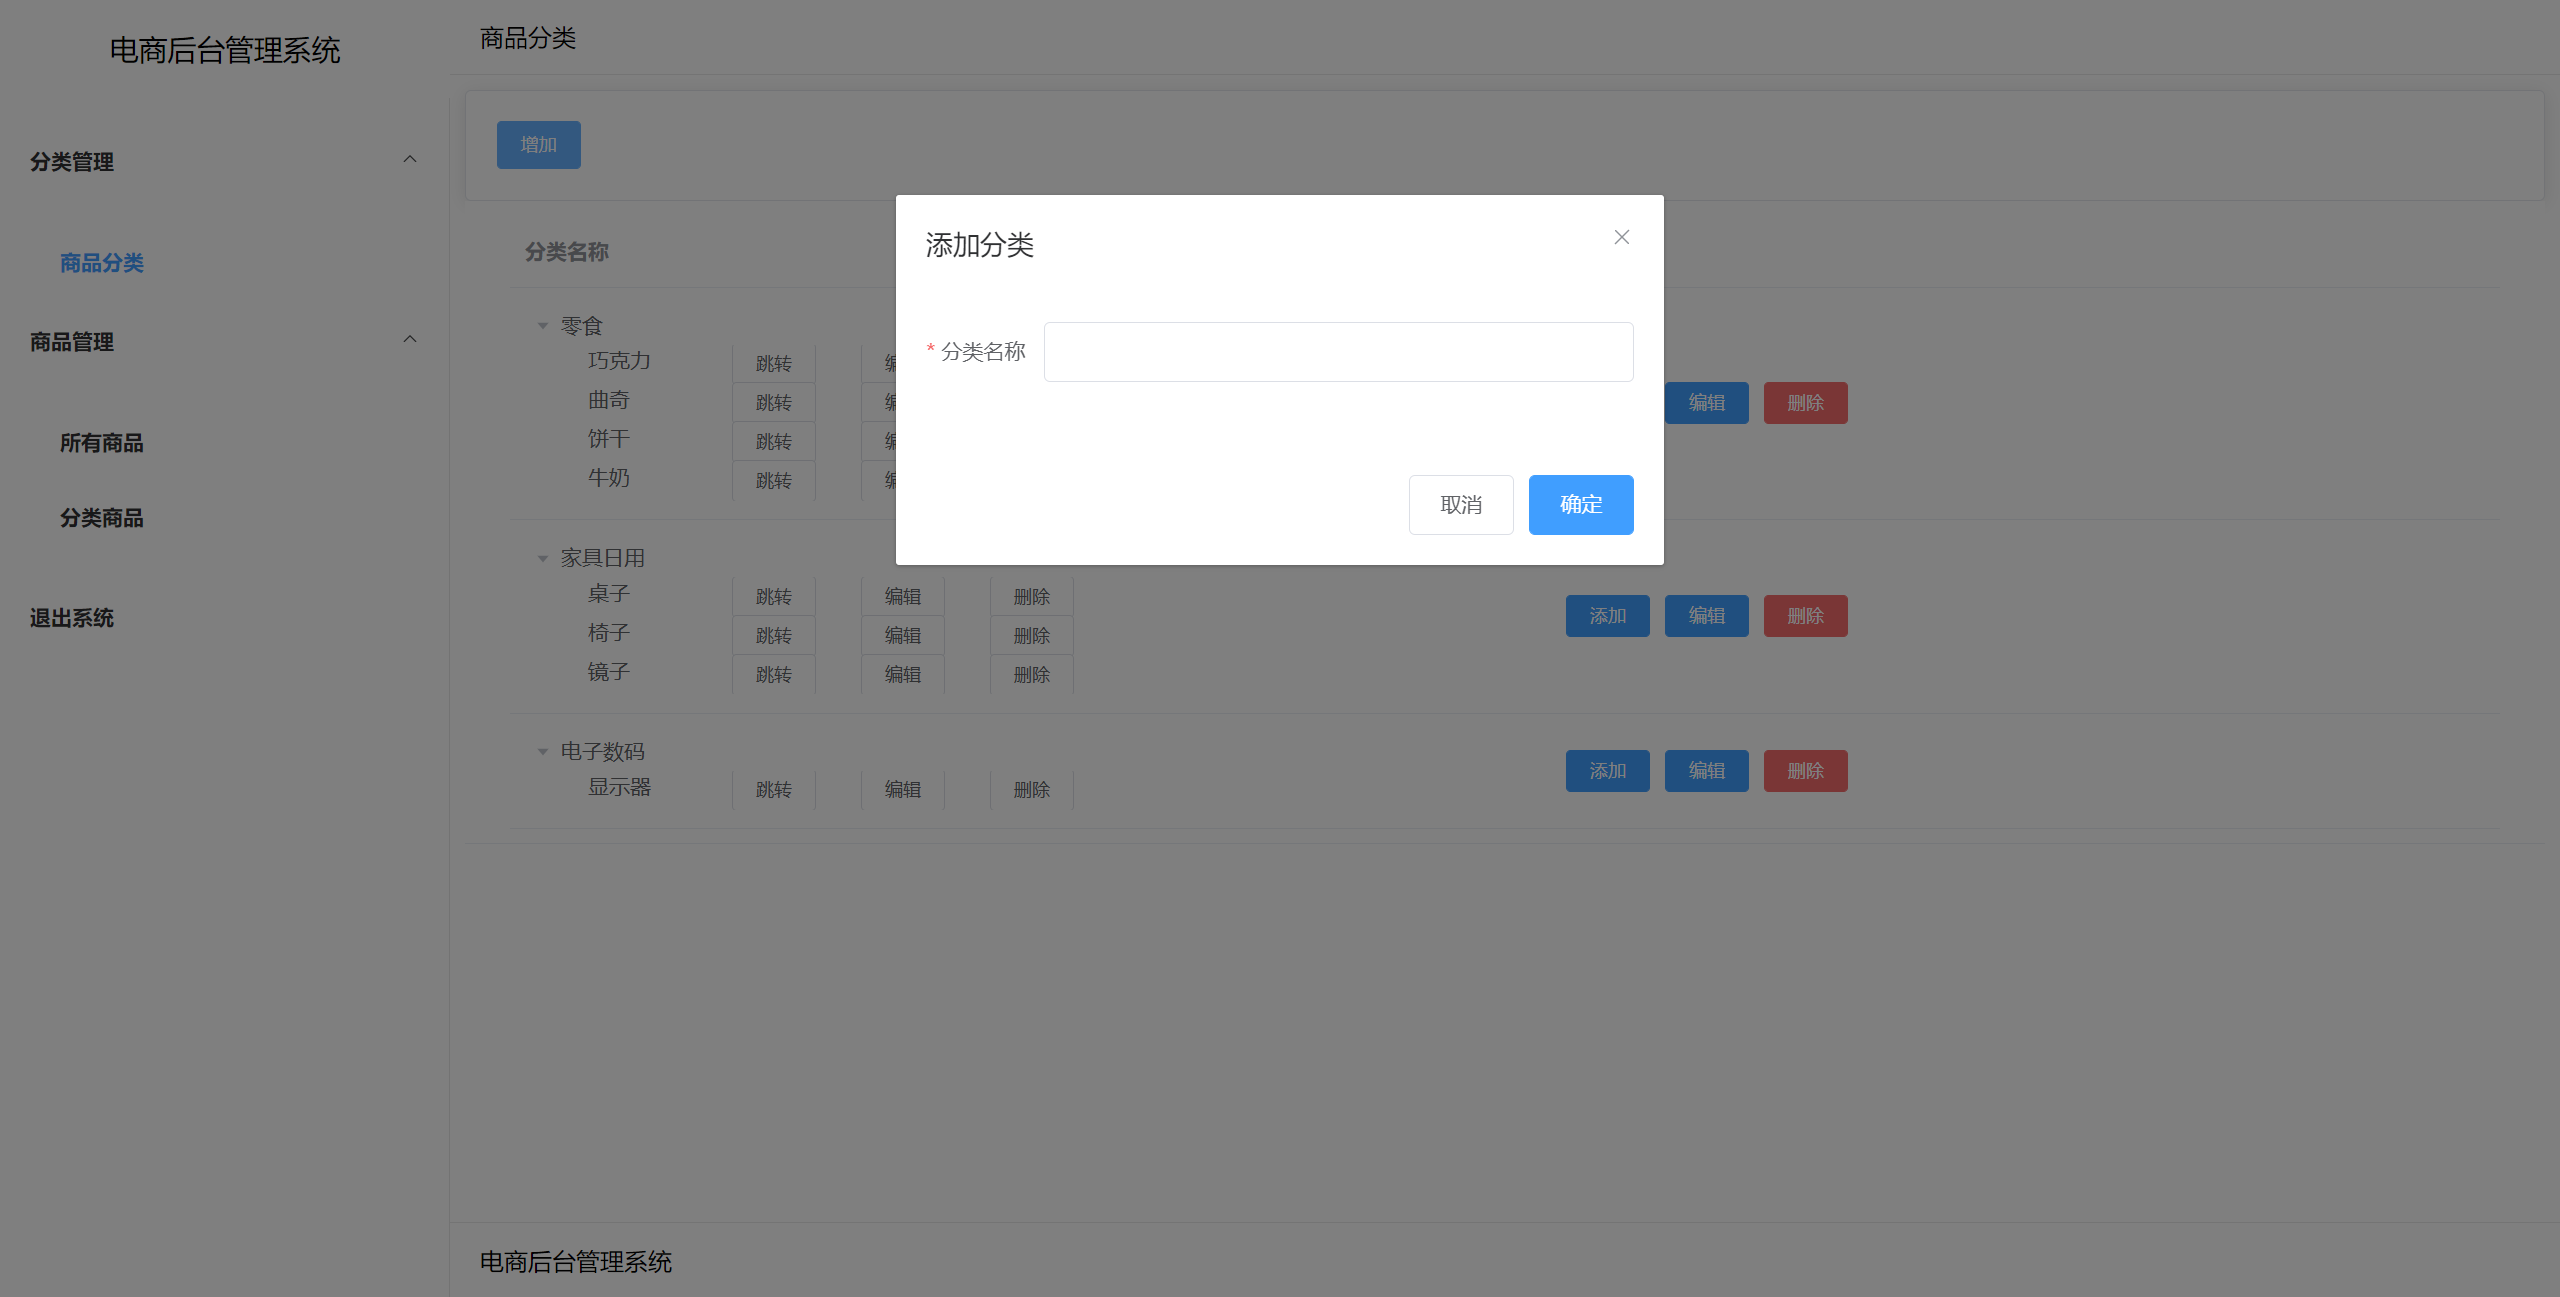 电商后台管理系统
商品分类
分类管理
商品分类
商品管理
所有商品
分类商品
退出系统
增加
分类名称
零食
巧克力 跳转
曲奇 跳转 编辑 删除
饼干 跳转
牛奶 跳转
添加分类
* 分类名称
取消 确定
家具日用
桌子 跳转 编辑 删除
椅子 跳转 编辑 删除
镜子 跳转 编辑 删除
添加 编辑 删除
电子数码
显示器 跳转 编辑 删除
添加 编辑 删除
电商后台管理系统